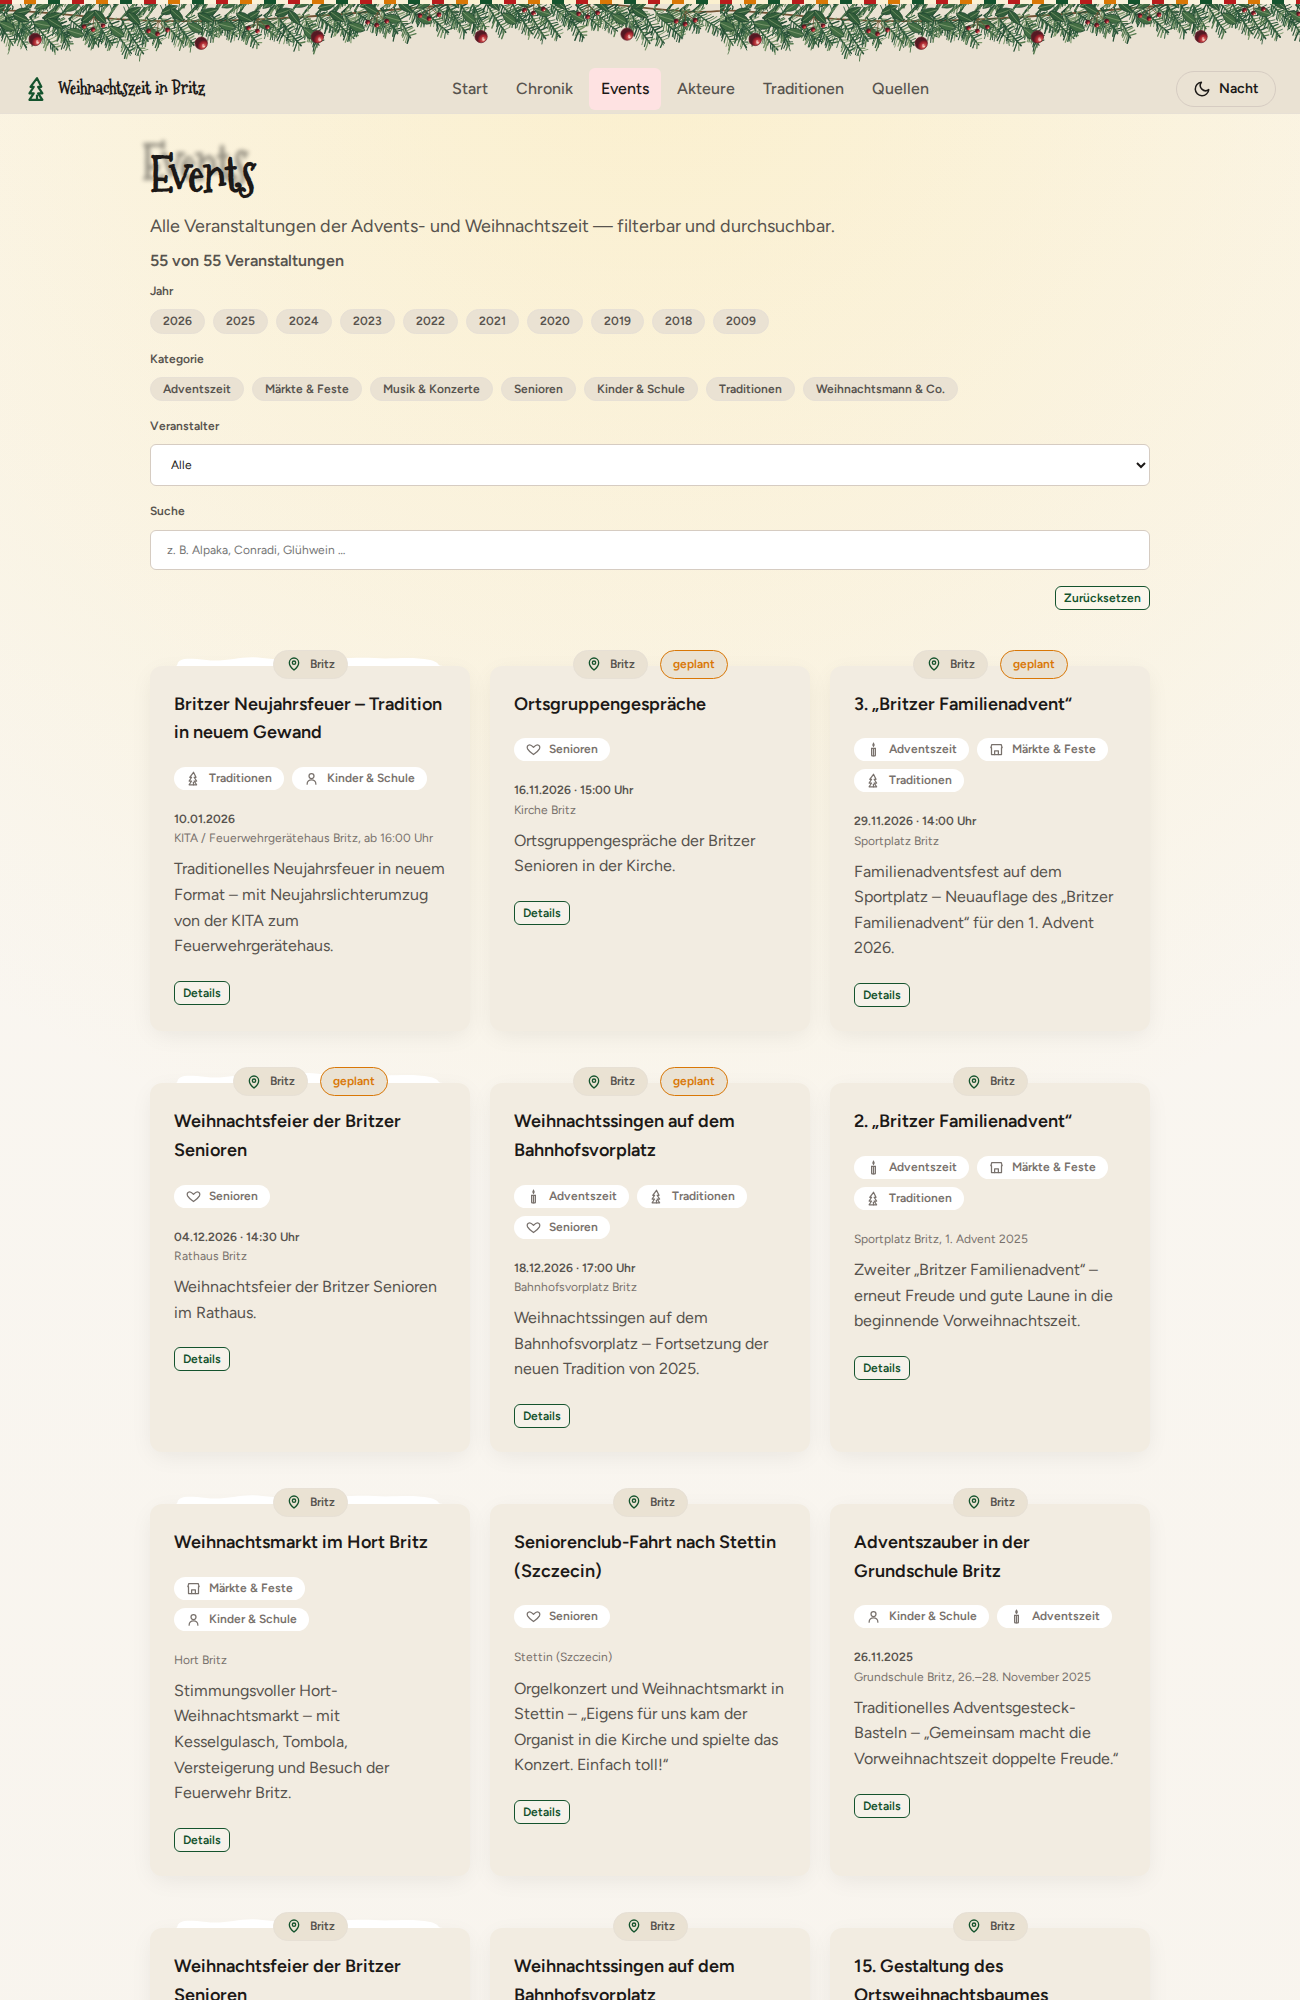 Weihnachtszeit in Britz
Start Chronik Events Akteure Traditionen Quellen
Nacht
Events
Alle Veranstaltungen der Advents- und Weihnachtszeit — filterbar und durchsuchbar.
55 von 55 Veranstaltungen
Jahr
2026 2025 2024 2023 2022 2021 2020 2019 2018 2009
Kategorie
Adventszeit Märkte & Feste Musik & Konzerte Senioren Kinder & Schule Traditionen Weihnachtsmann & Co.
Veranstalter
Alle
Suche
z. B. Alpaka, Conradi, Glühwein ...
Zurücksetzen
Britz
Britzer Neujahrsfeuer – Tradition
in neuem Gewand
Traditionen Kinder & Schule
10.01.2026
KITA / Feuerwehrgerätehaus Britz, ab 16:00 Uhr
Traditionelles Neujahrsfeuer in neuem
Format – mit Neujahrslichterumzug
von der KITA zum
Feuerwehrgerätehaus.
Details
Britz geplant
Ortsgruppengespräche
Senioren
16.11.2026 · 15:00 Uhr
Kirche Britz
Ortsgruppengespräche der Britzer
Senioren in der Kirche.
Details
Britz geplant
3. „Britzer Familienadvent“
Adventszeit Märkte & Feste
Traditionen
29.11.2026 · 14:00 Uhr
Sportplatz Britz
Familienadventsfest auf dem
Sportplatz – Neuauflage des „Britzer
Familienadvent“ für den 1. Advent
2026.
Details
Britz geplant
Weihnachtsfeier der Britzer
Senioren
Senioren
04.12.2026 · 14:30 Uhr
Rathaus Britz
Weihnachtsfeier der Britzer Senioren
im Rathaus.
Details
Britz geplant
Weihnachtssingen auf dem
Bahnhofsvorplatz
Adventszeit Traditionen
Senioren
18.12.2026 · 17:00 Uhr
Bahnhofsvorplatz Britz
Weihnachtssingen auf dem
Bahnhofsvorplatz – Fortsetzung der
neuen Tradition von 2025.
Details
Britz
2. „Britzer Familienadvent“
Adventszeit Märkte & Feste
Traditionen
Sportplatz Britz, 1. Advent 2025
Zweiter „Britzer Familienadvent“ –
erneut Freude und gute Laune in die
beginnende Vorweihnachtszeit.
Details
Britz
Weihnachtsmarkt im Hort Britz
Märkte & Feste
Kinder & Schule
Hort Britz
Stimmungsvoller Hort-
Weihnachtsmarkt – mit
Kesselgulasch, Tombola,
Versteigerung und Besuch der
Feuerwehr Britz.
Details
Britz
Seniorenclub-Fahrt nach Stettin
(Szczecin)
Senioren
Stettin (Szczecin)
Orgelkonzert und Weihnachtsmarkt in
Stettin – „Eigens für uns kam der
Organist in die Kirche und spielte das
Konzert. Einfach toll!“
Details
Britz
Adventszauber in der
Grundschule Britz
Kinder & Schule Adventszeit
26.11.2025
Grundschule Britz, 26.–28. November 2025
Traditionelles Adventsgesteck-
Basteln – „Gemeinsam macht die
Vorweihnachtszeit doppelte Freude.“
Details
Britz
Weihnachtsfeier der Britzer
Senioren
Britz
Weihnachtssingen auf dem
Bahnhofsvorplatz
Britz
15. Gestaltung des
Ortsweihnachtsbaumes